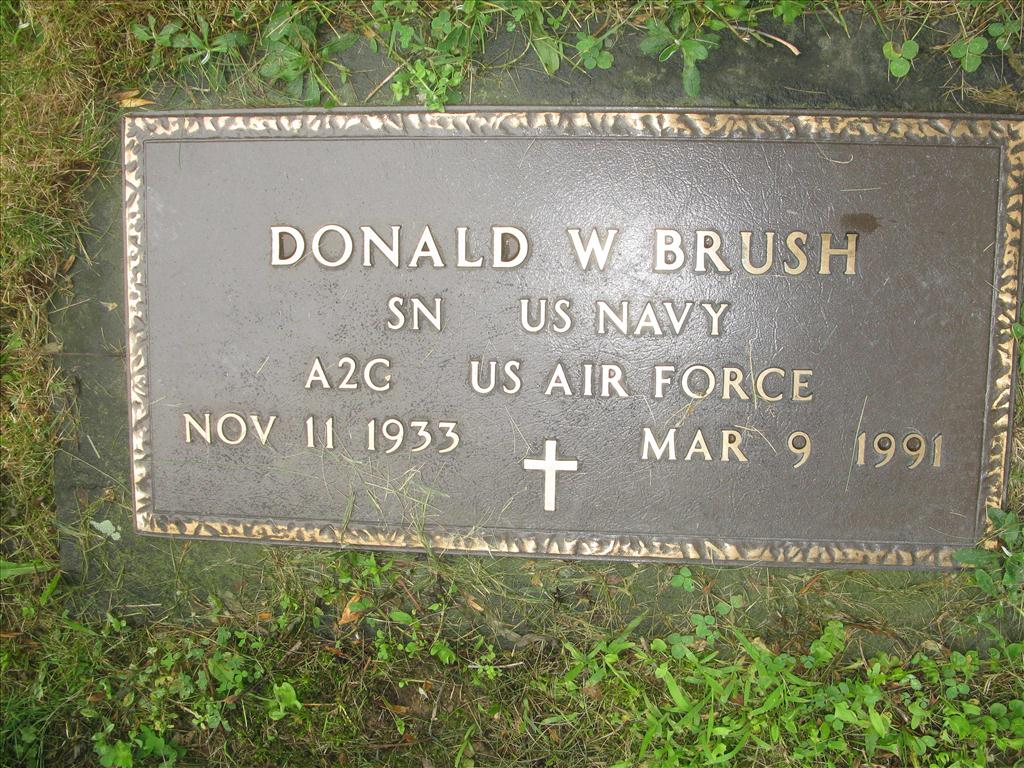 DONALD W BRUSH
SN US NAVY
A2C US AIR FORCE
NOV 11 1933 MAR 9 1991